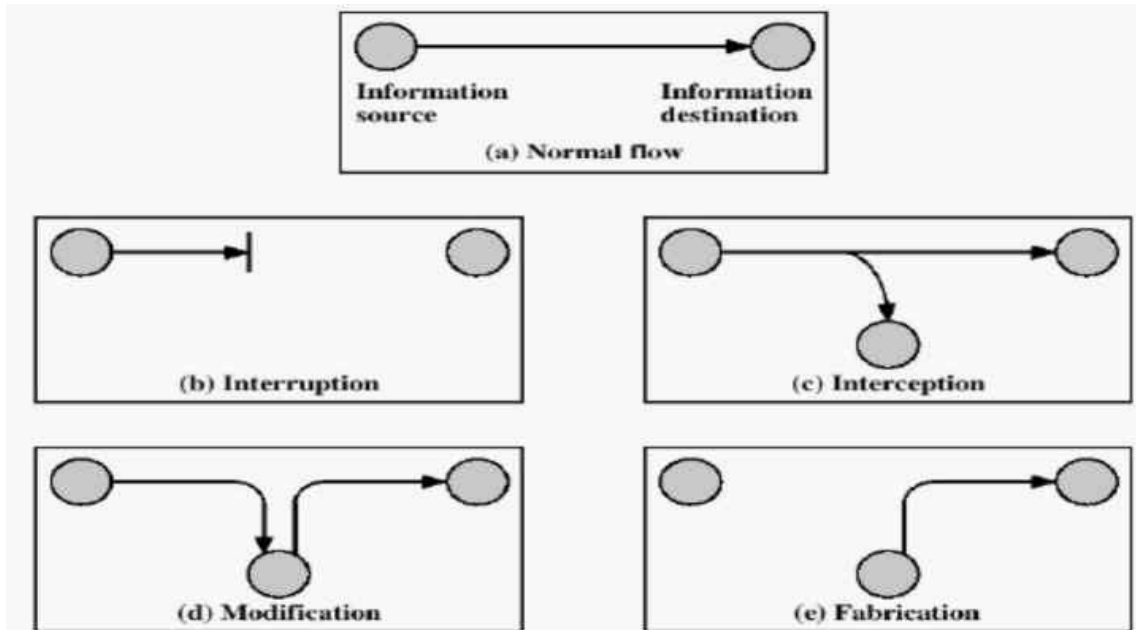 Information source
Information destination
(a) Normal flow
(b) Interruption
(c) Interception
(d) Modification
(e) Fabrication